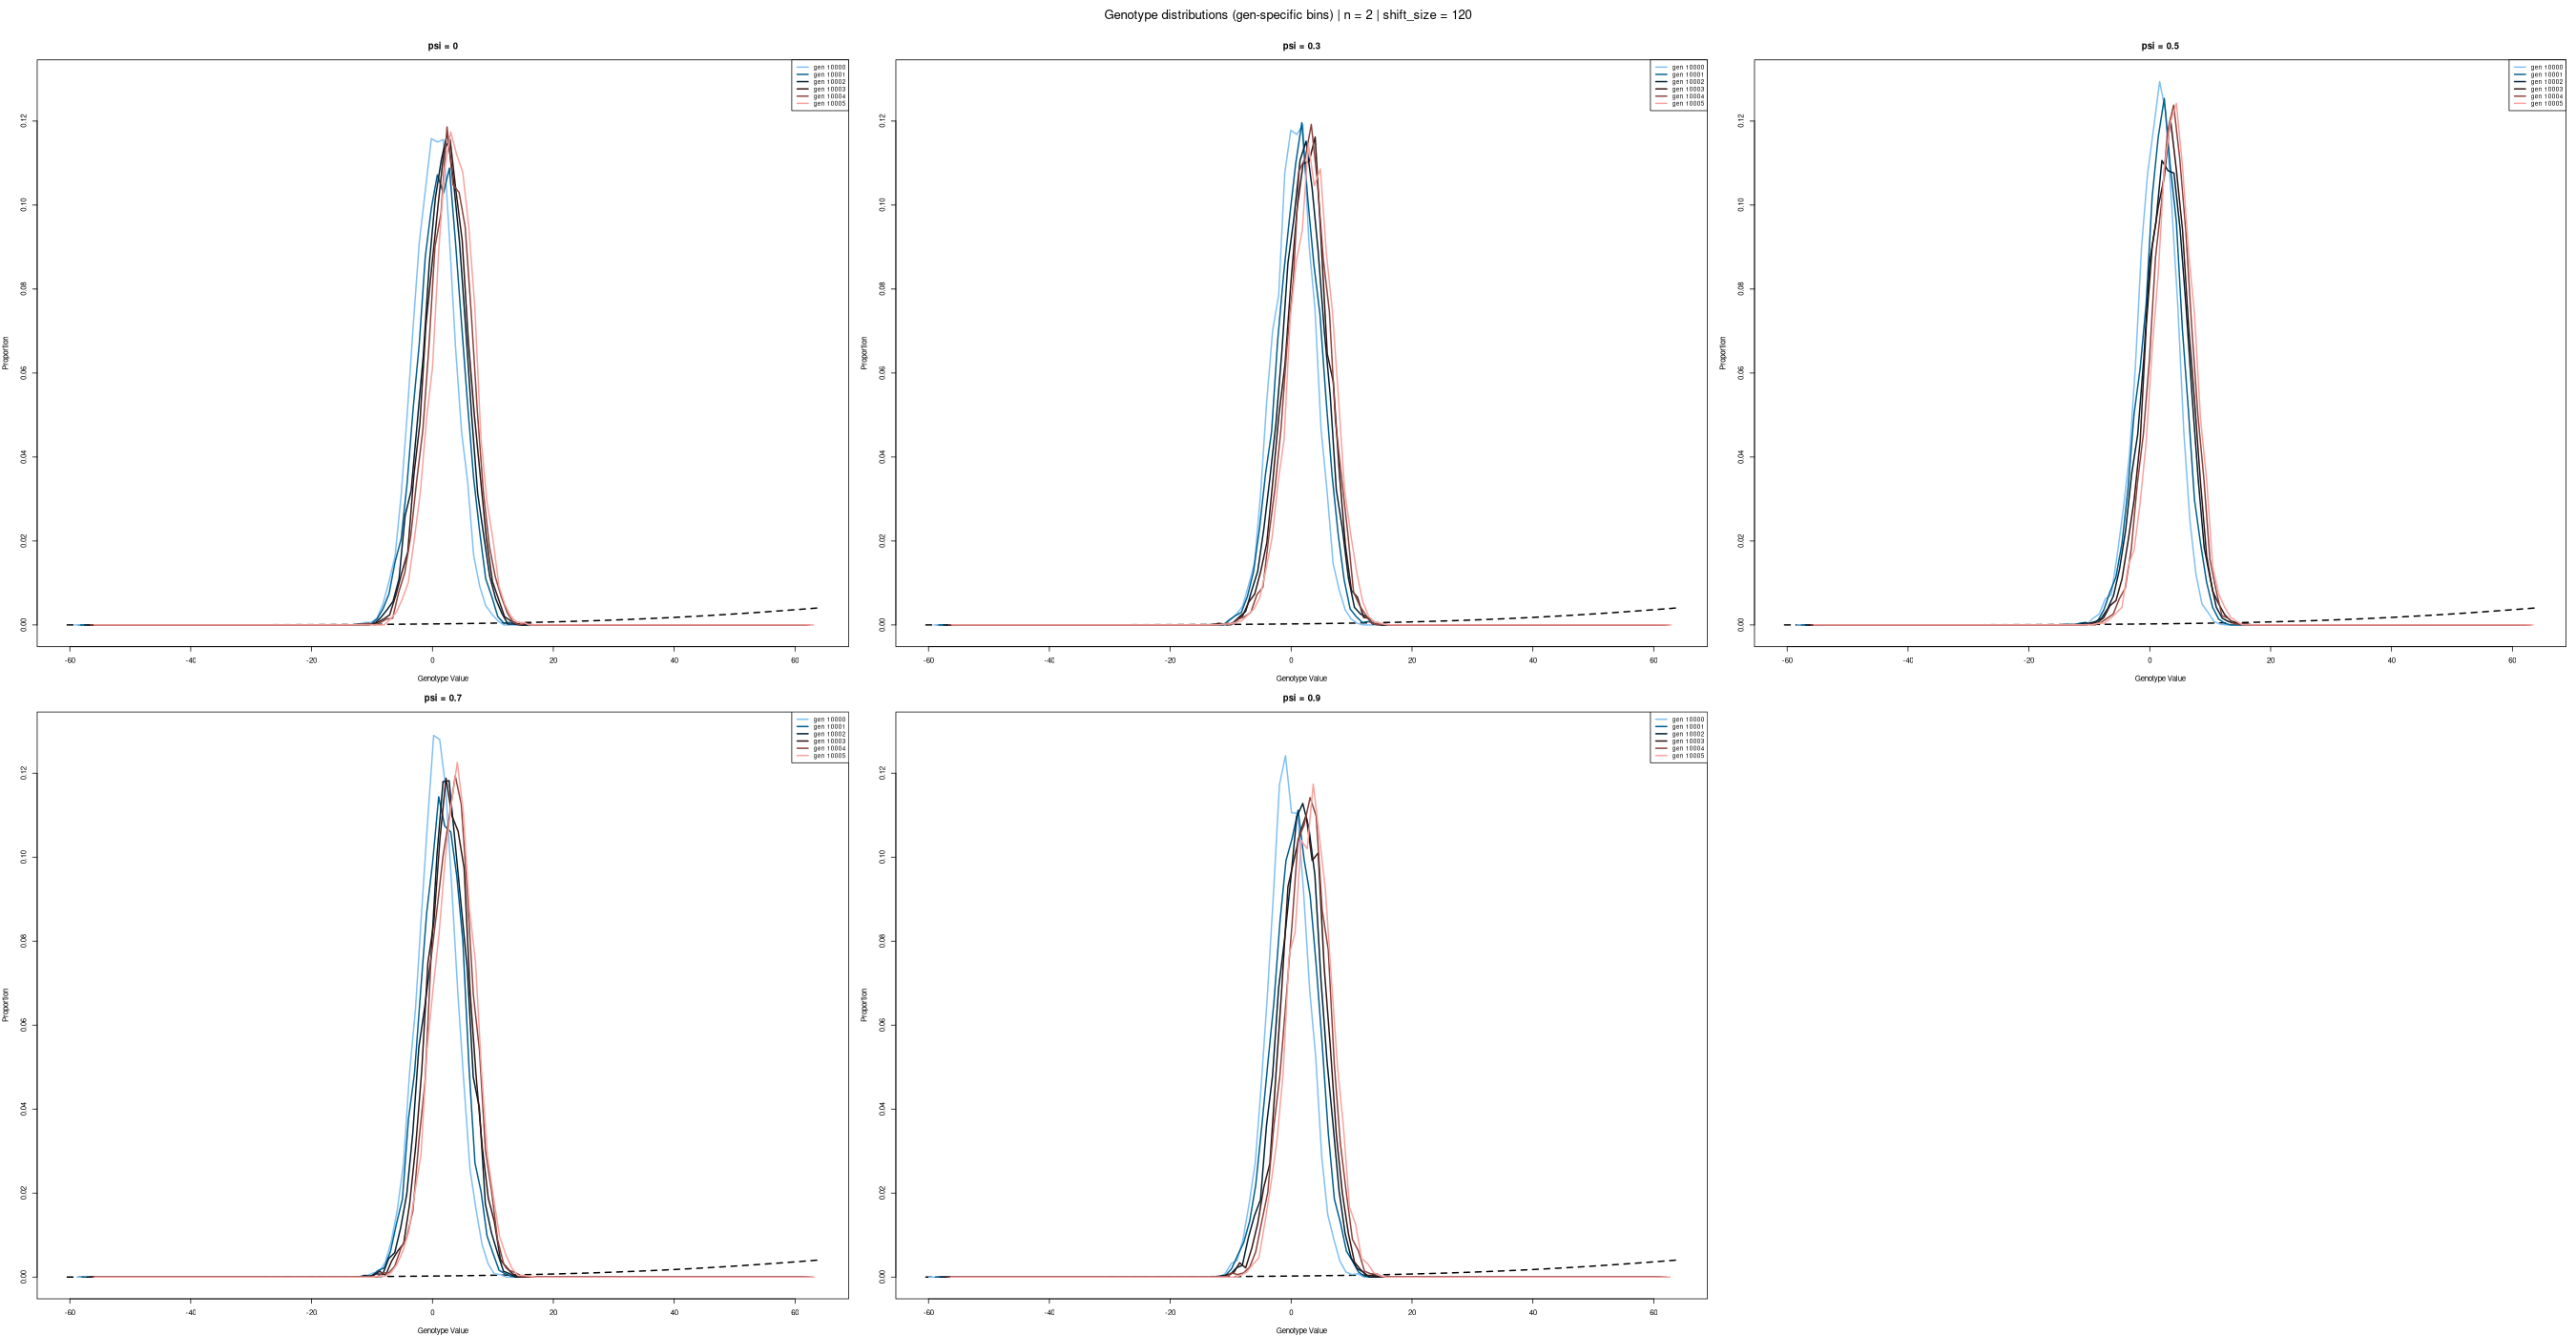 Genotype distributions (gen-specific bins) | n = 2 | shift_size = 120
psi = 0
gen 10000
gen 10001
gen 10002
gen 10003
gen 10004
gen 10005
Proportion
0.12
0.10
0.08
0.06
0.04
0.02
0.00
-60 -40 -20 0 20 40 60
Genotype Value
psi = 0.3
gen 10000
gen 10001
gen 10002
gen 10003
gen 10004
gen 10005
Proportion
0.12
0.10
0.08
0.06
0.04
0.02
0.00
-60 -40 -20 0 20 40 60
Genotype Value
psi = 0.5
gen 10000
gen 10001
gen 10002
gen 10003
gen 10004
gen 10005
Proportion
0.12
0.10
0.08
0.06
0.04
0.02
0.00
-60 -40 -20 0 20 40 60
Genotype Value
psi = 0.7
gen 10000
gen 10001
gen 10002
gen 10003
gen 10004
gen 10005
Proportion
0.12
0.10
0.08
0.06
0.04
0.02
0.00
-60 -40 -20 0 20 40 60
Genotype Value
psi = 0.9
gen 10000
gen 10001
gen 10002
gen 10003
gen 10004
gen 10005
Proportion
0.12
0.10
0.08
0.06
0.04
0.02
0.00
-60 -40 -20 0 20 40 60
Genotype Value